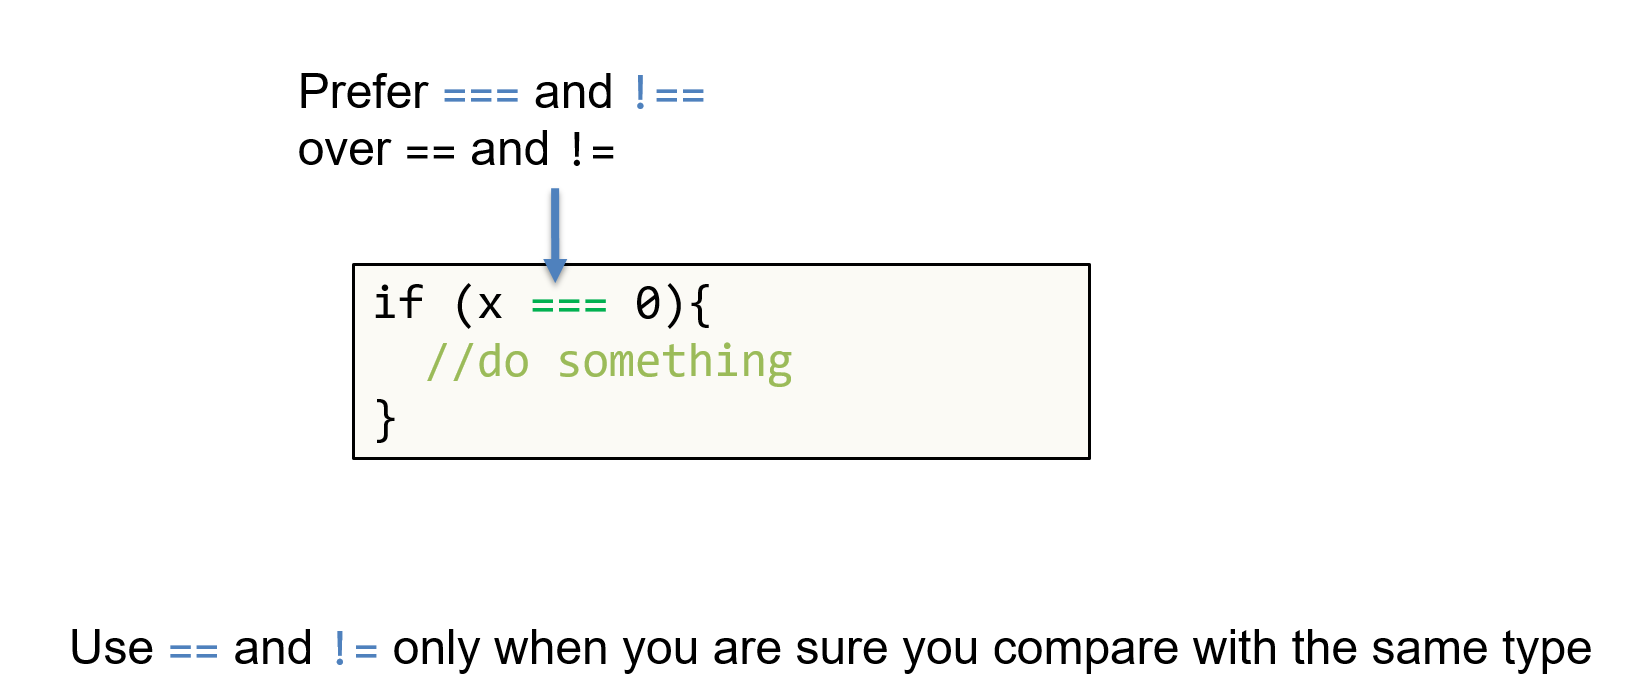 Prefer === and !==
over == and !=
if (x === 0){
//do something
}
Use == and != only when you are sure you compare with the same type